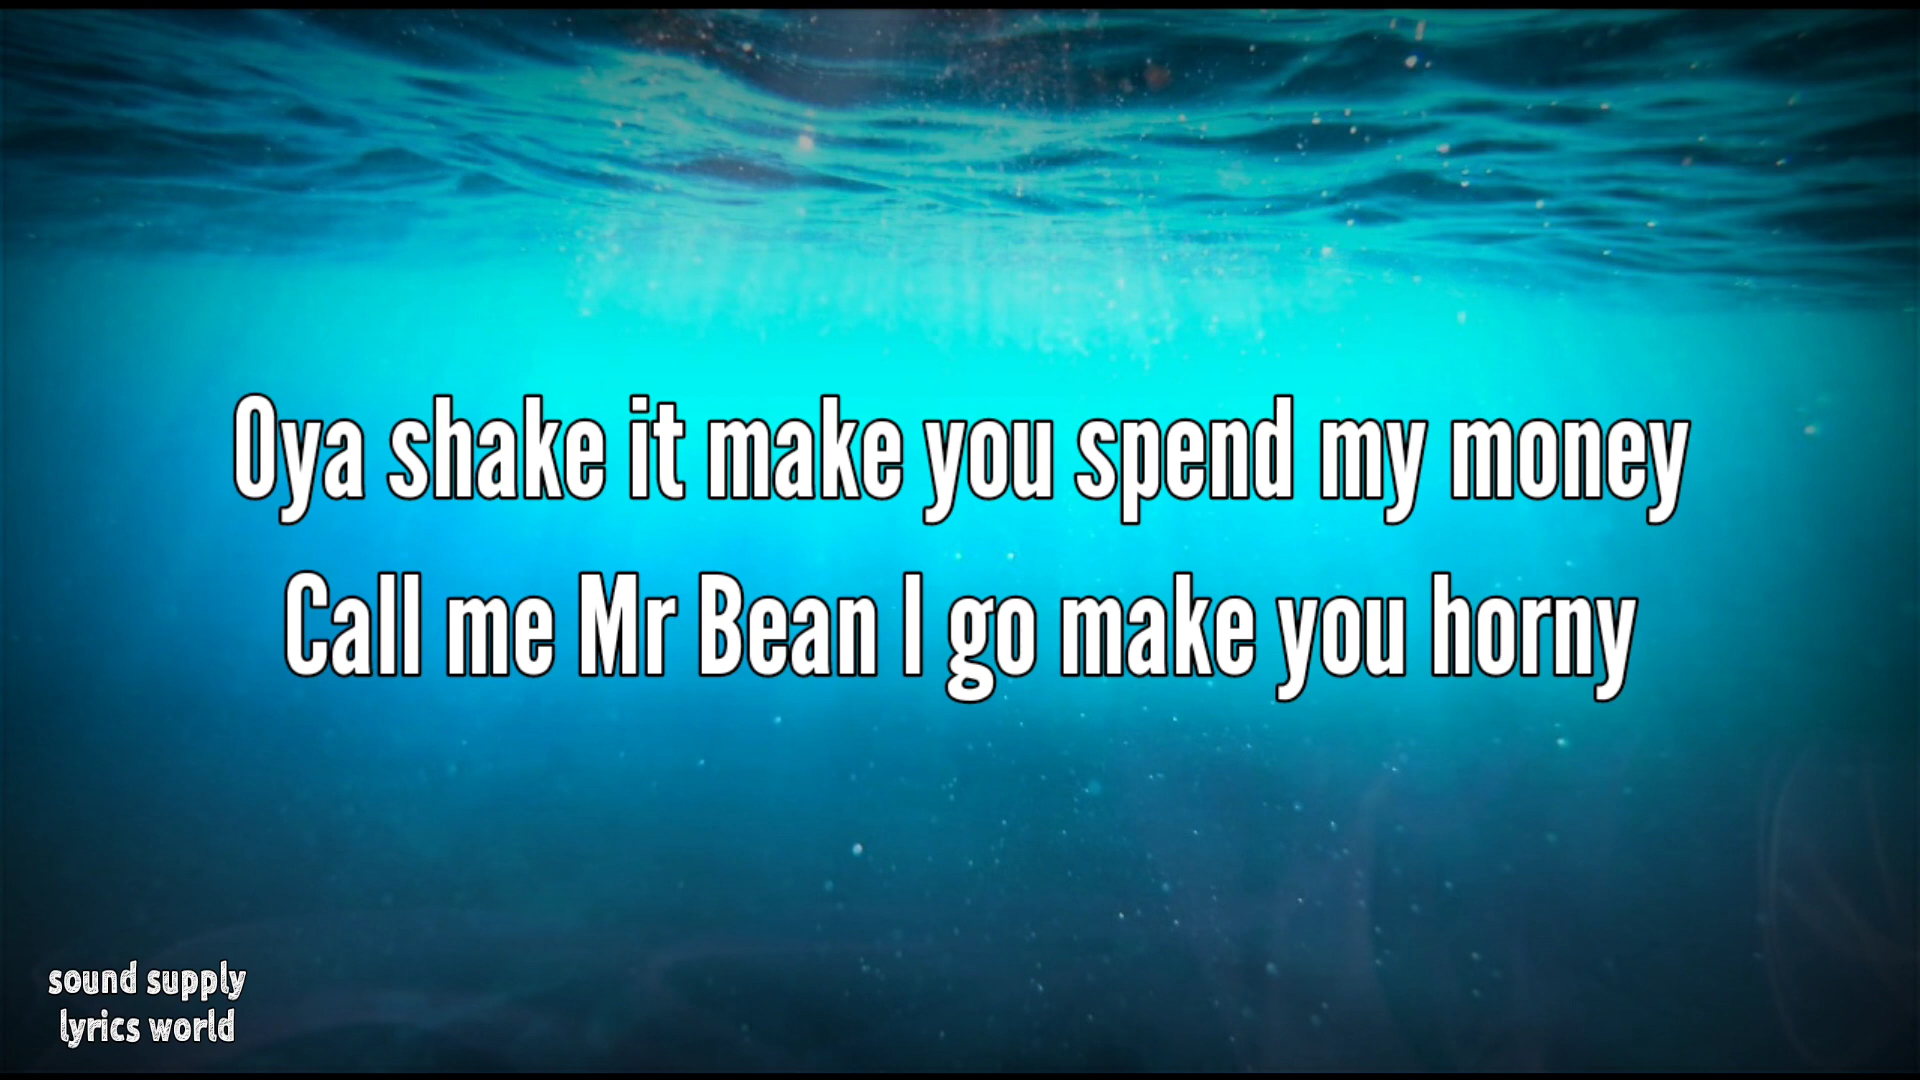 Oya shake it make you spend my money
Call me Mr Bean I go make you horny
sound supply
lyrics world